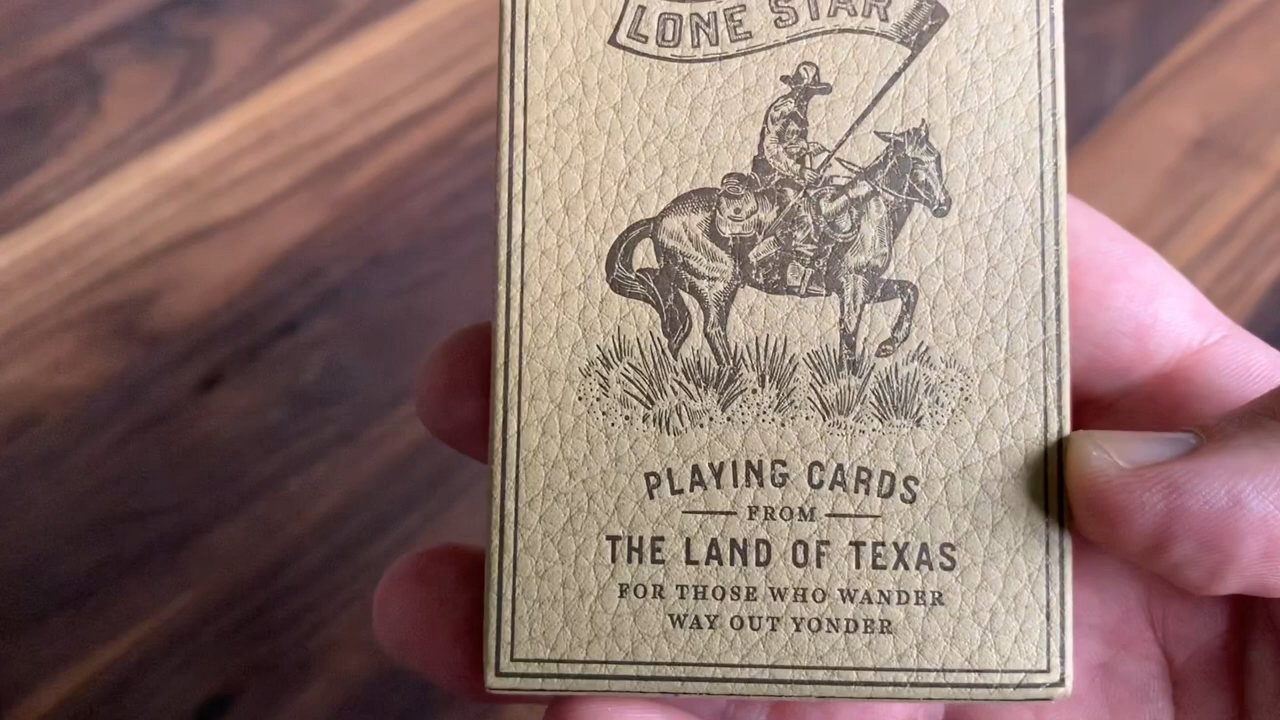 LONE STAR
PLAYING CARDS
FROM
THE LAND OF TEXAS
FOR THOSE WHO WANDER
WAY OUT YONDER